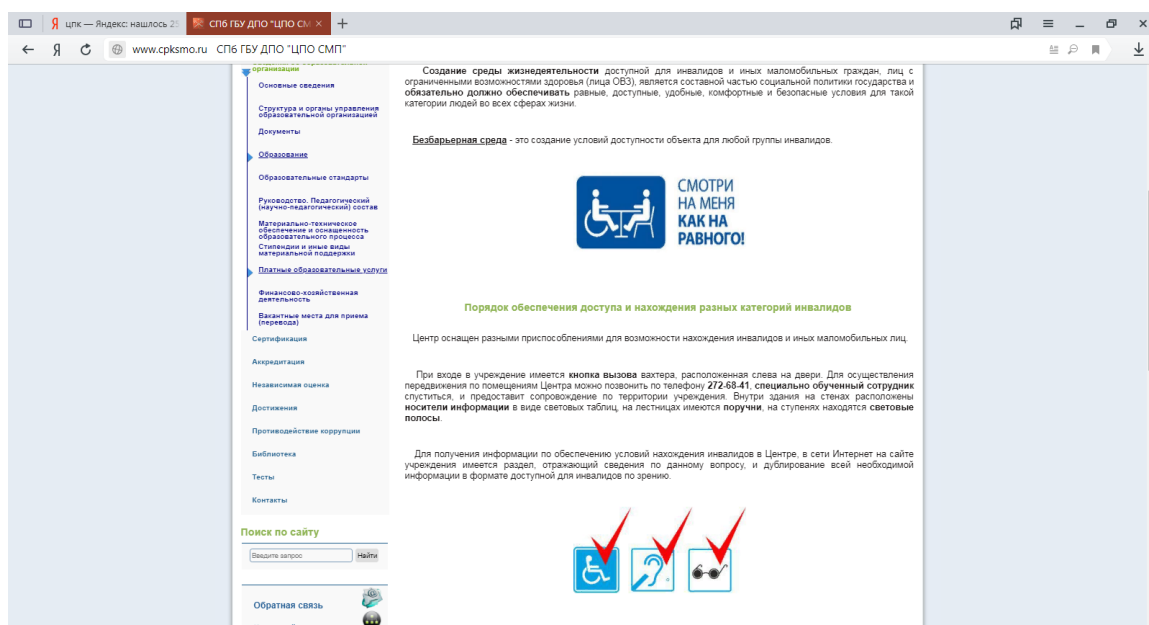 цпк — Яндекс: нашлось 25
СПб ГБУ ДПО "ЦПО СМ
www.cpksmo.ru СПб ГБУ ДПО "ЦПО СМП"
организации
Основные сведения
Структура и органы управления
образовательной организацией
Документы
Образование
Образовательные стандарты
Руководство. Педагогический
(научно-педагогический) состав
Материально-техническое
обеспечение и оснащенность
образовательного процесса
Стипендии и иные виды
материальной поддержки
Платные образовательные услуги
Финансово-хозяйственная
деятельность
Вакантные места для приема
(перевода)
Сертификация
Аккредитация
Независимая оценка
Достижения
Противодействие коррупции
Библиотека
Тесты
Контакты
Поиск по сайту
Введите запрос
Найти
Обратная связь
Создание среды жизнедеятельности доступной для инвалидов и иных маломобильных граждан, лиц с
ограниченными возможностями здоровья (лица ОВЗ), является составной частью социальной политики государства и
обязательно должно обеспечивать равные, доступные, удобные, комфортные и безопасные условия для такой
категории людей во всех сферах жизни.
Безбарьерная среда - это создание условий доступности объекта для любой группы инвалидов.
СМОТРИ
НА МЕНЯ
КАК НА
РАВНОГО!
Порядок обеспечения доступа и нахождения разных категорий инвалидов
Центр оснащен разными приспособлениями для возможности нахождения инвалидов и иных маломобильных лиц.
При входе в учреждение имеется кнопка вызова вахтера, расположенная слева на двери. Для осуществления
передвижения по помещениям Центра можно позвонить по телефону 272-68-41, специально обученный сотрудник
спуститься, и предоставит сопровождение по территории учреждения. Внутри здания на стенах расположены
носители информации в виде световых таблиц, на лестницах имеются поручни, на ступенях находятся световые
полосы.
Для получения информации по обеспечению условий нахождения инвалидов в Центре, в сети Интернет на сайте
учреждения имеется раздел, отражающий сведения по данному вопросу, и дублирование всей необходимой
информации в формате доступной для инвалидов по зрению.